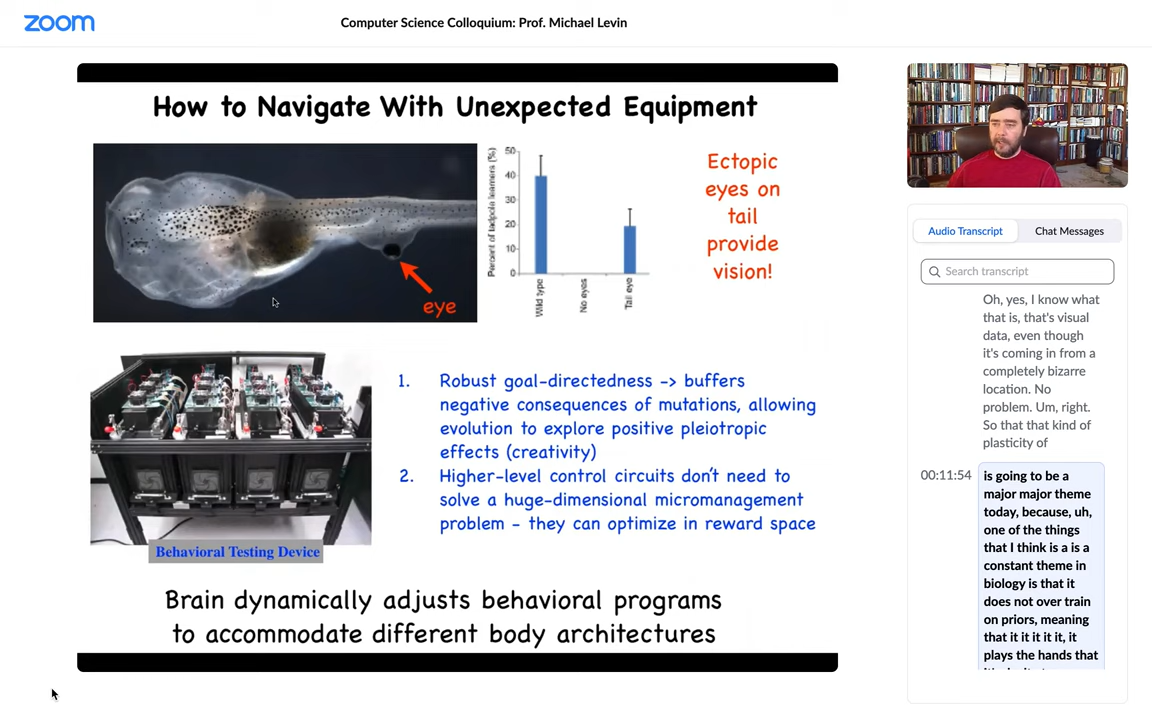 zoom
Computer Science Colloquium: Prof. Michael Levin
How to Navigate With Unexpected Equipment
eye
Percent of tadpole learners (%)
50
40
30
20
10
0
Wild type
No eyes
Tail eye
Ectopic
eyes on
tail
provide
vision!
Behavioral Testing Device
1. Robust goal-directedness -> buffers
negative consequences of mutations, allowing
evolution to explore positive pleiotropic
effects (creativity)
2. Higher-level control circuits don't need to
solve a huge-dimensional micromanagement
problem - they can optimize in reward space
Brain dynamically adjusts behavioral programs
to accommodate different body architectures
Audio Transcript
Chat Messages
Search transcript
Oh, yes, I know what
that is, that's visual
data, even though
it's coming in from a
completely bizarre
location. No
problem. Um, right.
So that that kind of
plasticity of
00:11:54
is going to be a
major major theme
today, because, uh,
one of the things
that I think is a is a
constant theme in
biology is that it
does not over train
on priors, meaning
that it it it it it, it
plays the hands that